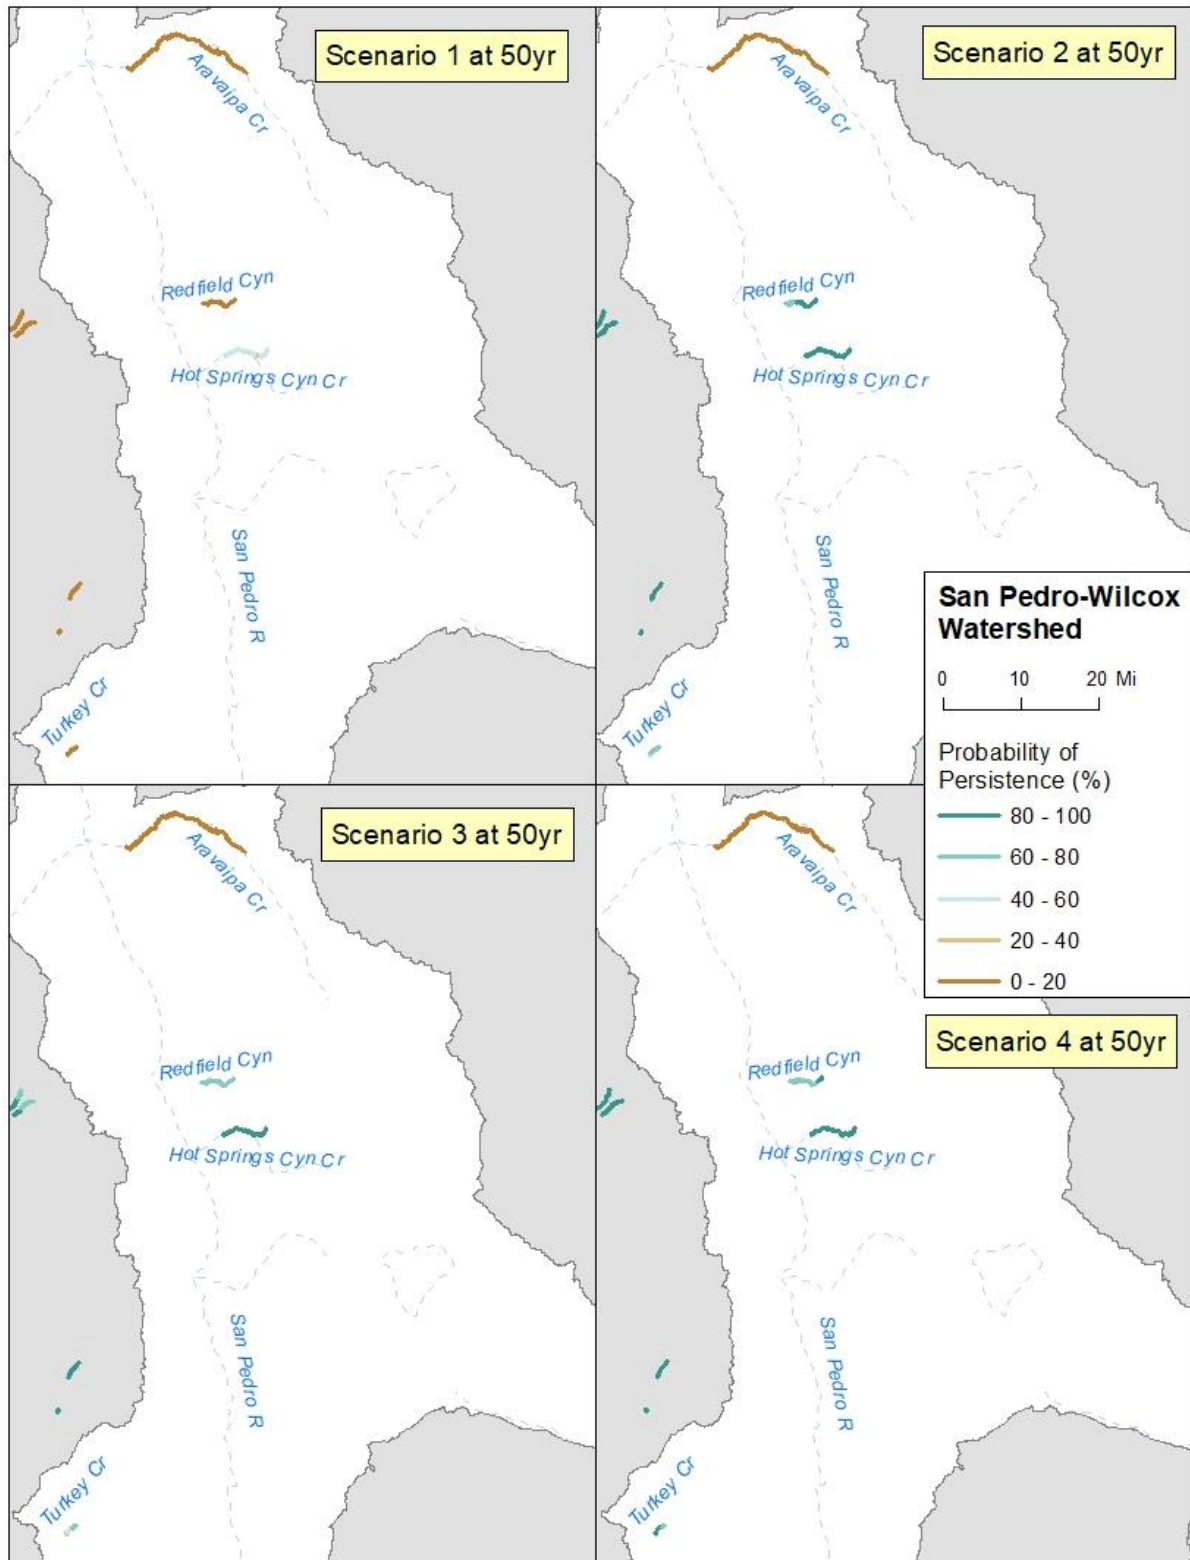 Scenario 1 at 50yr
Aravaipa Cr
Redfield Cyn
Hot Springs Cyn Cr
San Pedro R
Turkey Cr
Scenario 2 at 50yr
Aravaipa Cr
Redfield Cyn
Hot Springs Cyn Cr
San Pedro R
Turkey Cr
San Pedro-Wilcox
Watershed
0 10 20 Mi
Probability of
Persistence (%)
80 - 100
60 - 80
40 - 60
20 - 40
0 - 20
Scenario 3 at 50yr
Aravaipa Cr
Redfield Cyn
Hot Springs Cyn Cr
San Pedro R
Turkey Cr
Scenario 4 at 50yr
Aravaipa Cr
Redfield Cyn
Hot Springs Cyn Cr
San Pedro R
Turkey Cr